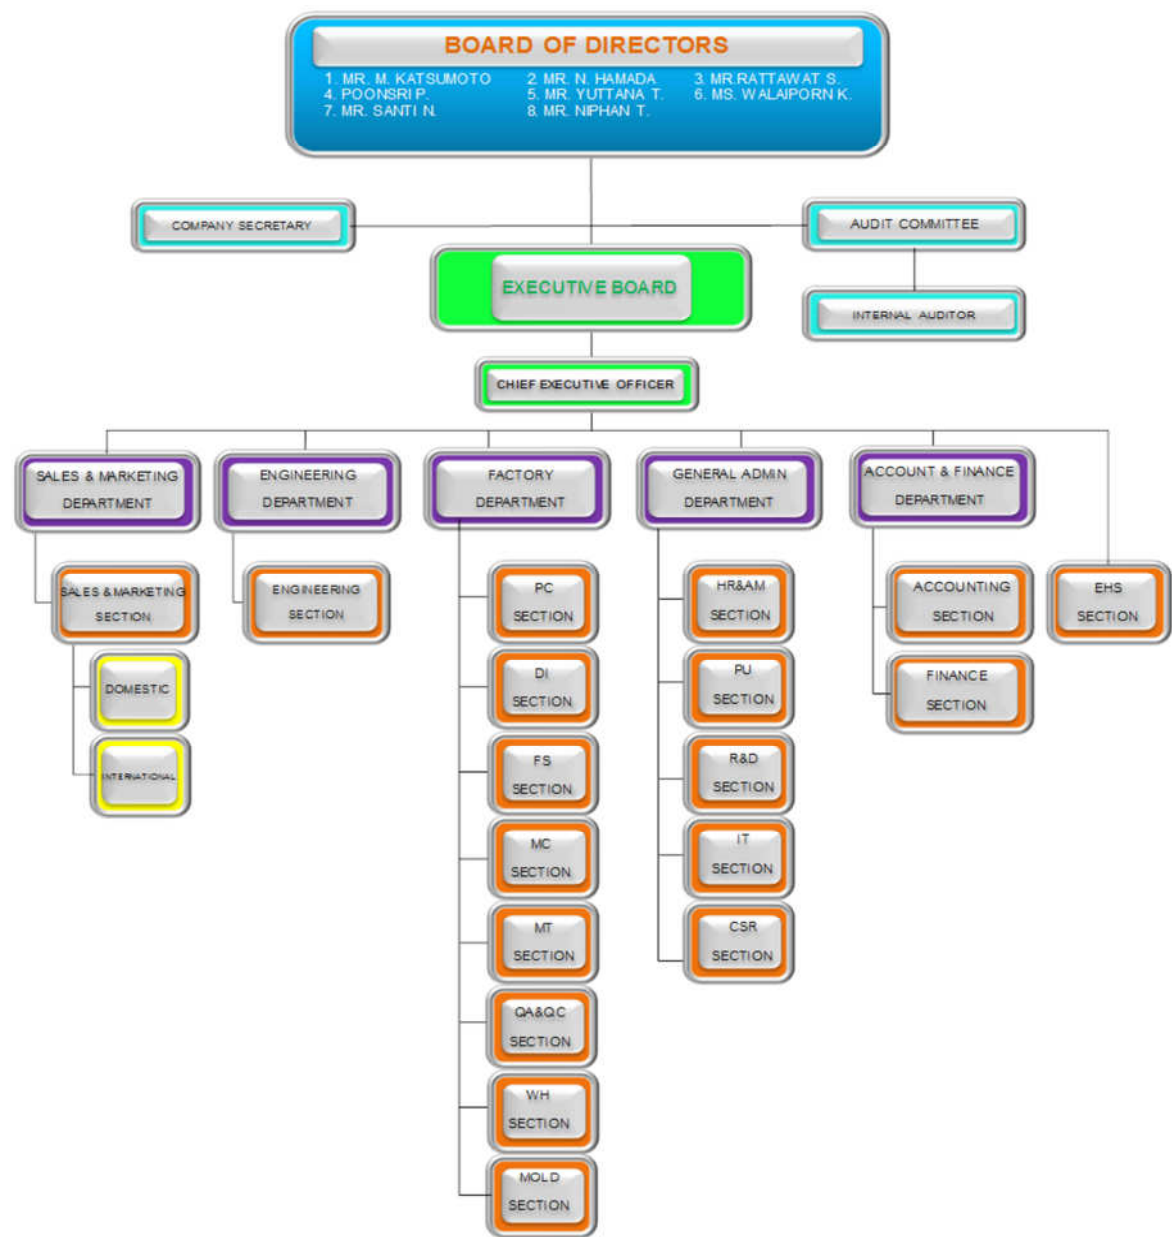 BOARD OF DIRECTORS
1. MR. M. KATSUMOTO 2. MR. N. HAMADA 3. MR.RATTAWAT S.
4. POONSRI P. 5. MR. YUTTANA T. 6. MS. WALAIPORN K.
7. MR. SANTI N. 8. MR. NIPHAN T.
COMPANY SECRETARY
AUDIT COMMITTEE
EXECUTIVE BOARD
INTERNAL AUDITOR
CHIEF EXECUTIVE OFFICER
SALES & MARKETING
DEPARTMENT
ENGINEERING
DEPARTMENT
FACTORY
DEPARTMENT
GENERAL ADMIN
DEPARTMENT
ACCOUNT & FINANCE
DEPARTMENT
SALES & MARKETING
SECTION
DOMESTIC
INTERNATIONAL
ENGINEERING
SECTION
PC
SECTION
DI
SECTION
FS
SECTION
MC
SECTION
MT
SECTION
QA&QC
SECTION
WH
SECTION
MOLD
SECTION
HR&AM
SECTION
PU
SECTION
R&D
SECTION
IT
SECTION
CSR
SECTION
ACCOUNTING
SECTION
FINANCE
SECTION
EHS
SECTION